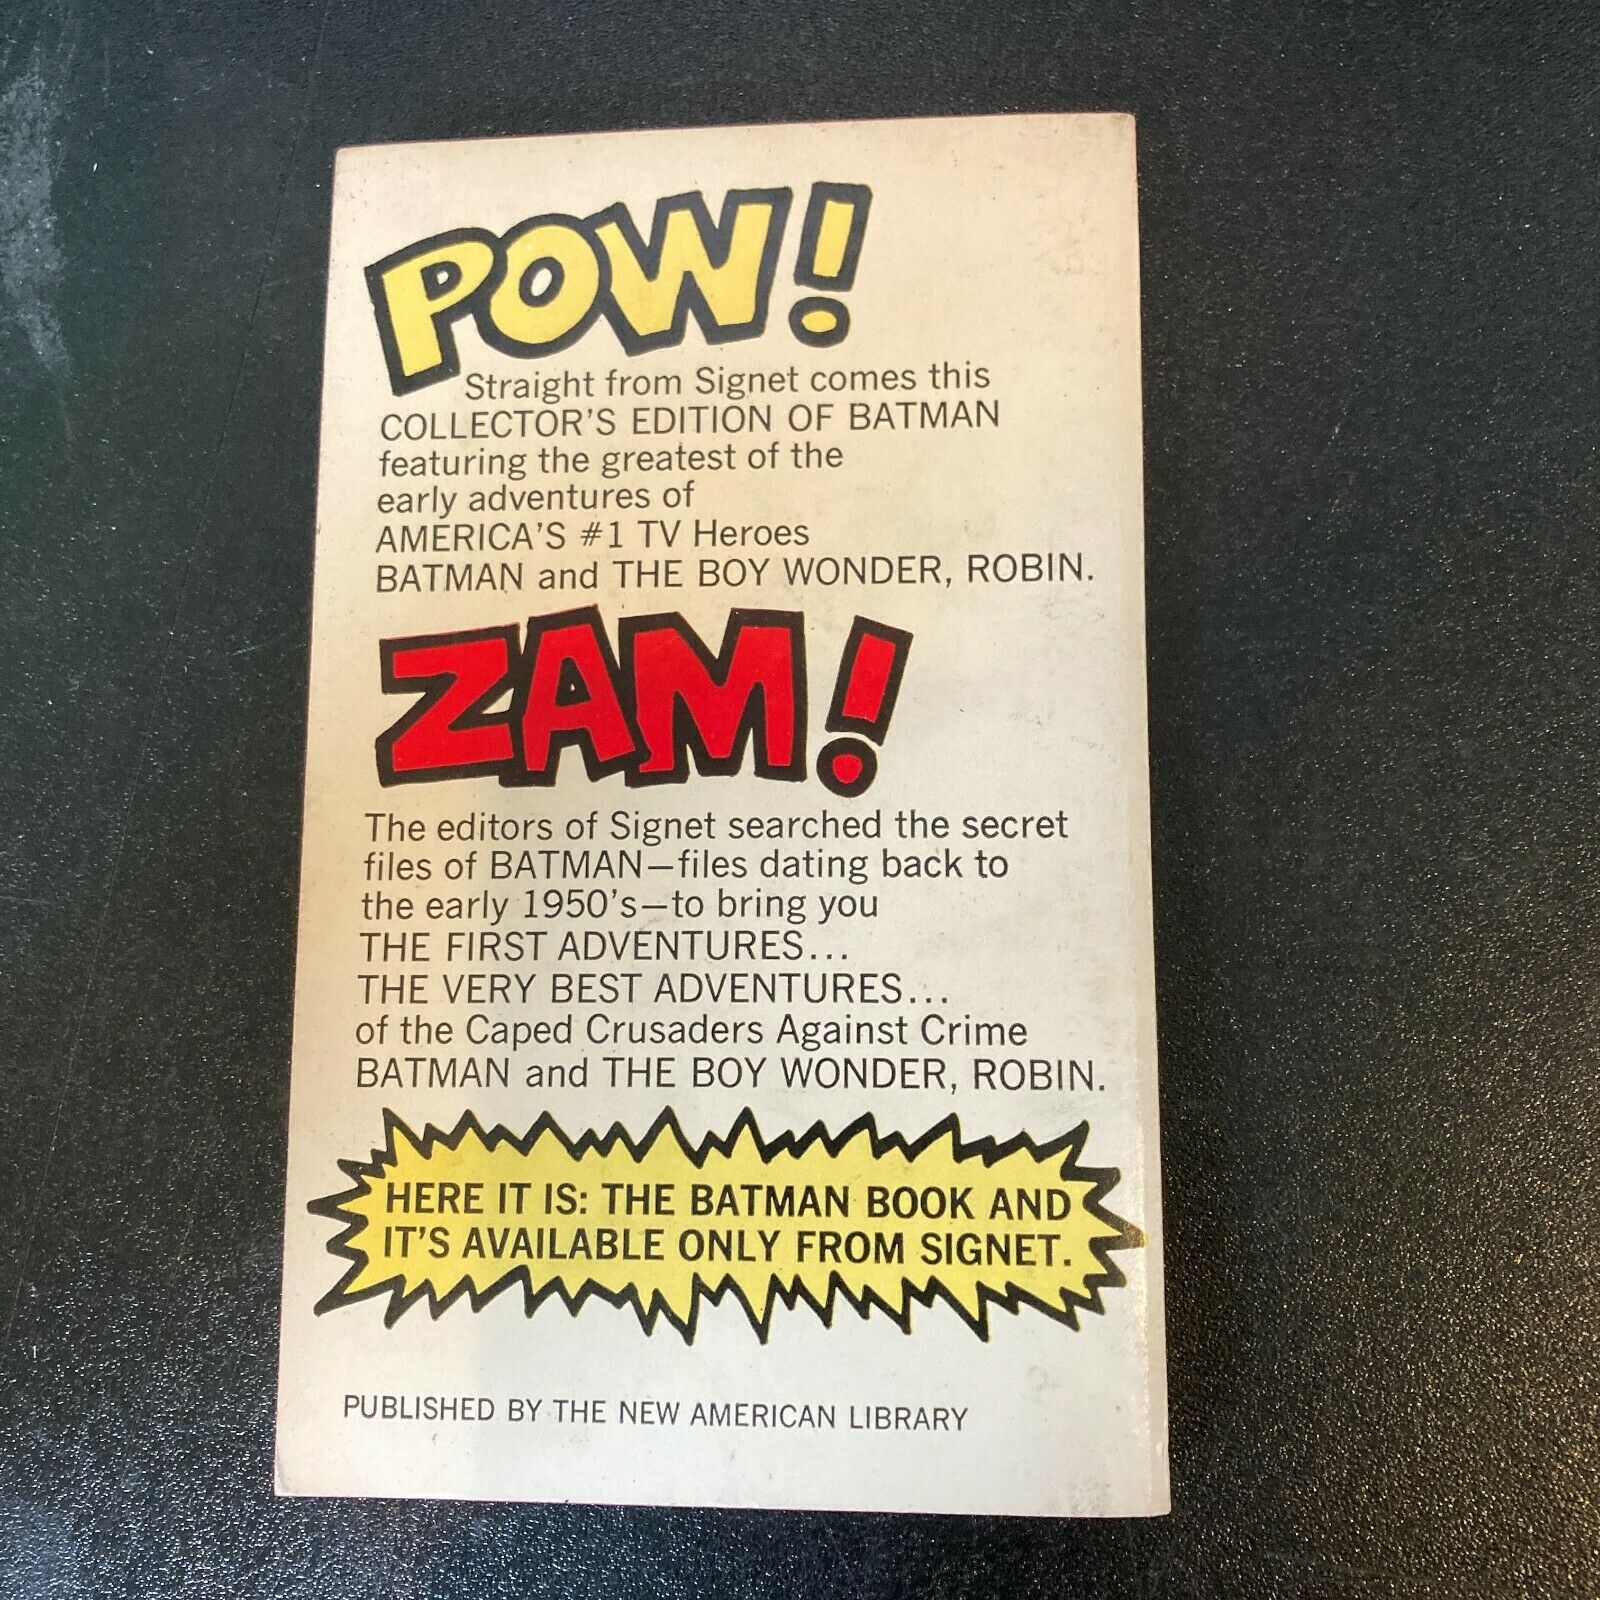 POW!
Straight from Signet comes this
COLLECTOR'S EDITION OF BATMAN
featuring the greatest of the
early adventures of
AMERICA'S #1 TV Heroes
BATMAN and THE BOY WONDER, ROBIN.
ZAM!
The editors of Signet searched the secret
files of BATMAN—files dating back to
the early 1950's—to bring you
THE FIRST ADVENTURES...
THE VERY BEST ADVENTURES...
of the Caped Crusaders Against Crime
BATMAN and THE BOY WONDER, ROBIN.
HERE IT IS: THE BATMAN BOOK AND
IT'S AVAILABLE ONLY FROM SIGNET.
PUBLISHED BY THE NEW AMERICAN LIBRARY